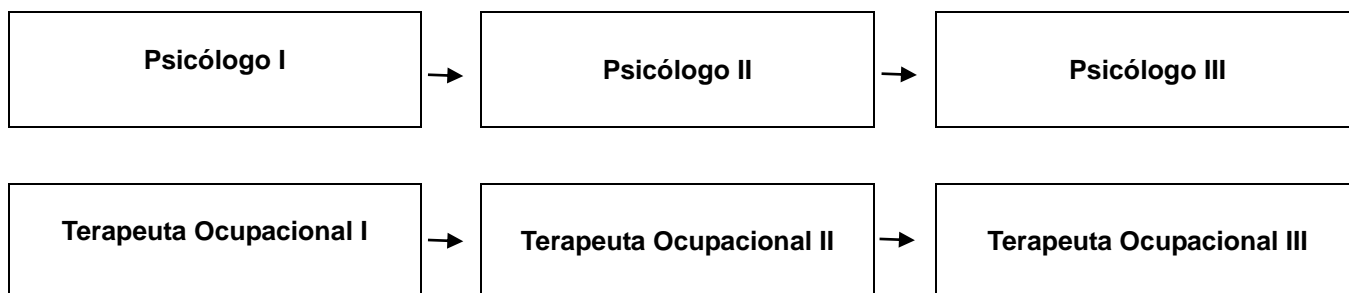 Psicólogo I
Psicólogo II
Psicólogo III
Terapeuta Ocupacional I
Terapeuta Ocupacional II
Terapeuta Ocupacional III